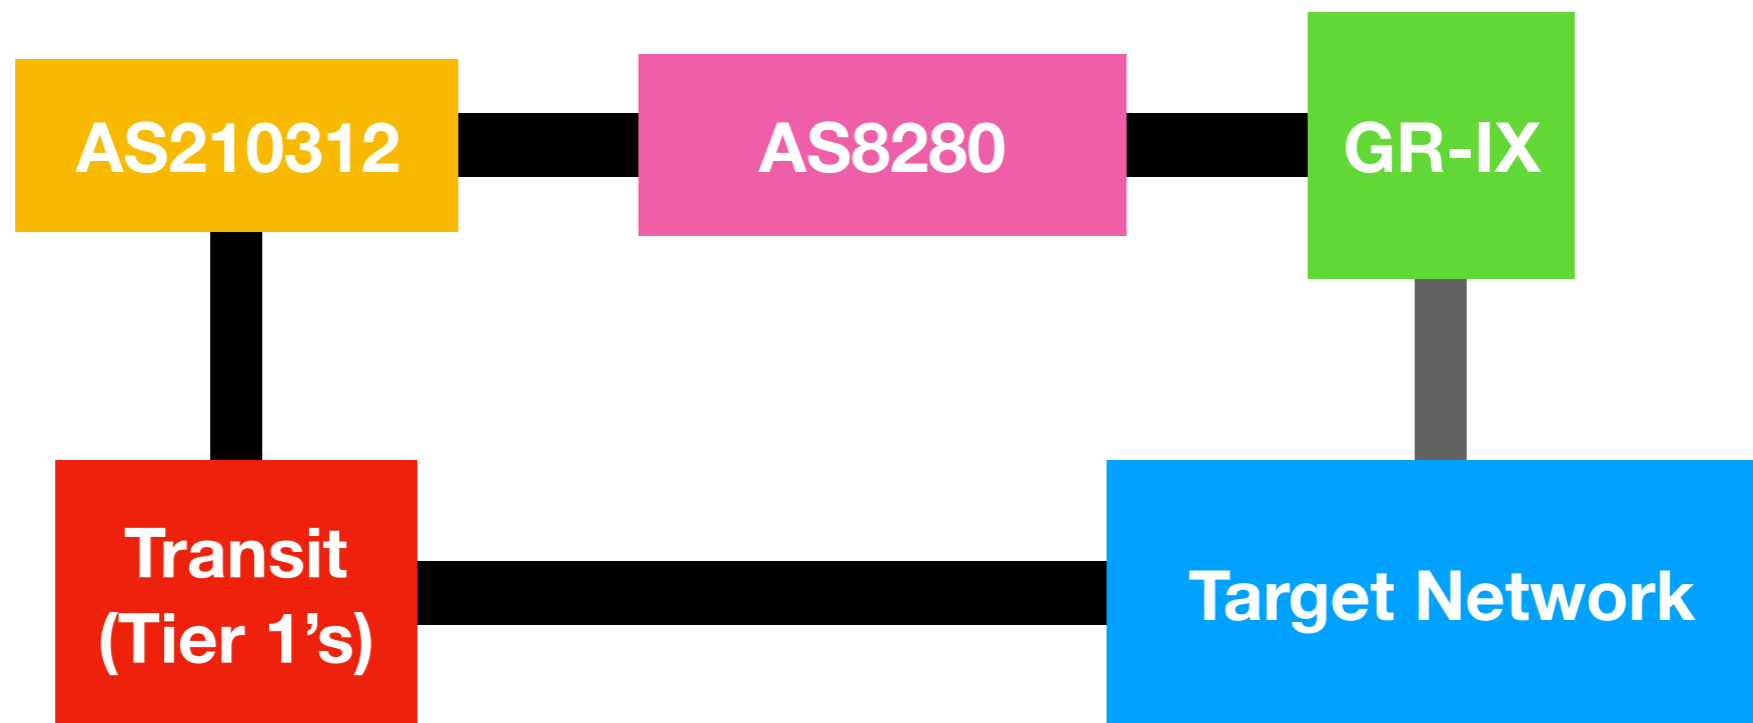 AS210312
AS8280
GR-IX
Transit
(Tier 1’s)
Target Network